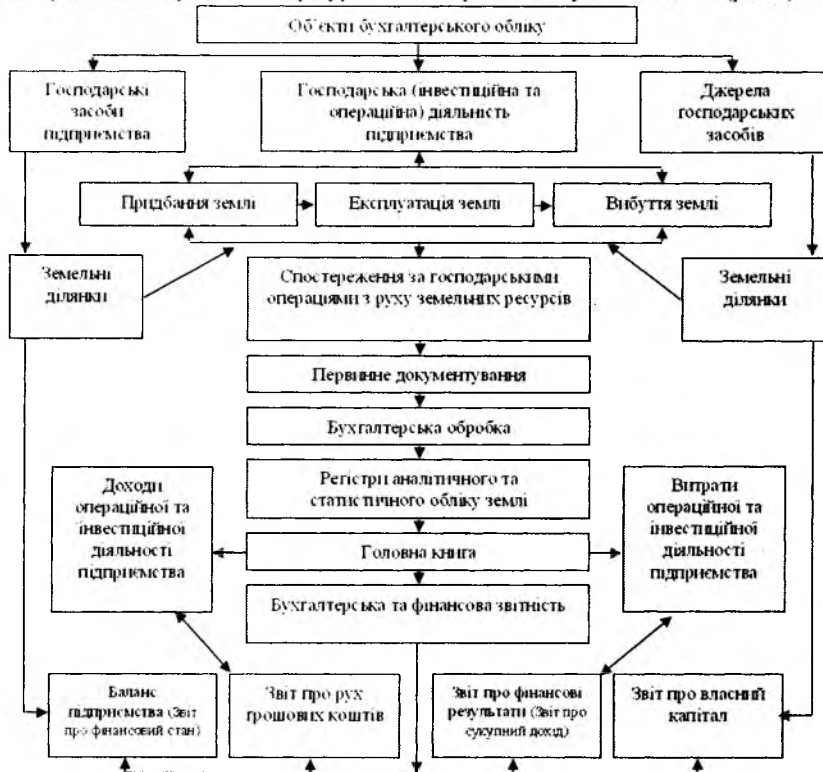 Об'єкти бухгалтерського обліку
Господарські
засоби
підприємства
Господарська (інвестиційна та
операційна) діяльність
підприємства
Джерела
господарських
засобів
Придбання землі
Експлуатація землі
Вибуття землі
Земельні
ділянки
Спостереження за господарськими
операціями з руху земельних ресурсів
Земельні
ділянки
Первинне документування
Бухгалтерська обробка
Регістри аналітичного та
статистичного обліку землі
Доходи
операційної та
інвестиційної
діяльності
підприємства
Головна книга
Витрати
операційної та
інвестиційної
діяльності
підприємства
Бухгалтерська та фінансова звітність
Баланс
підприємства (Звіт
про фінансовий стан)
Звіт про рух
грошових коштів
Звіт про фінансові
результати (Звіт про
сукупний дохід)
Звіт про власний
капітал